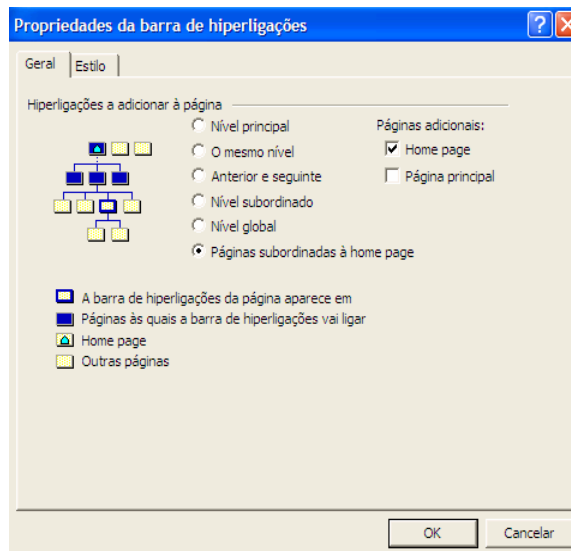 Propriedades da barra de hiperligações
Geral
Estilo
Hiperligações a adicionar à página
Nível principal
O mesmo nível
Anterior e seguinte
Nível subordinado
Nível global
Páginas subordinadas à home page
Páginas adicionais:
Home page
Página principal
A barra de hiperligações da página aparece em
Páginas às quais a barra de hiperligações vai ligar
Home page
Outras páginas
OK
Cancelar